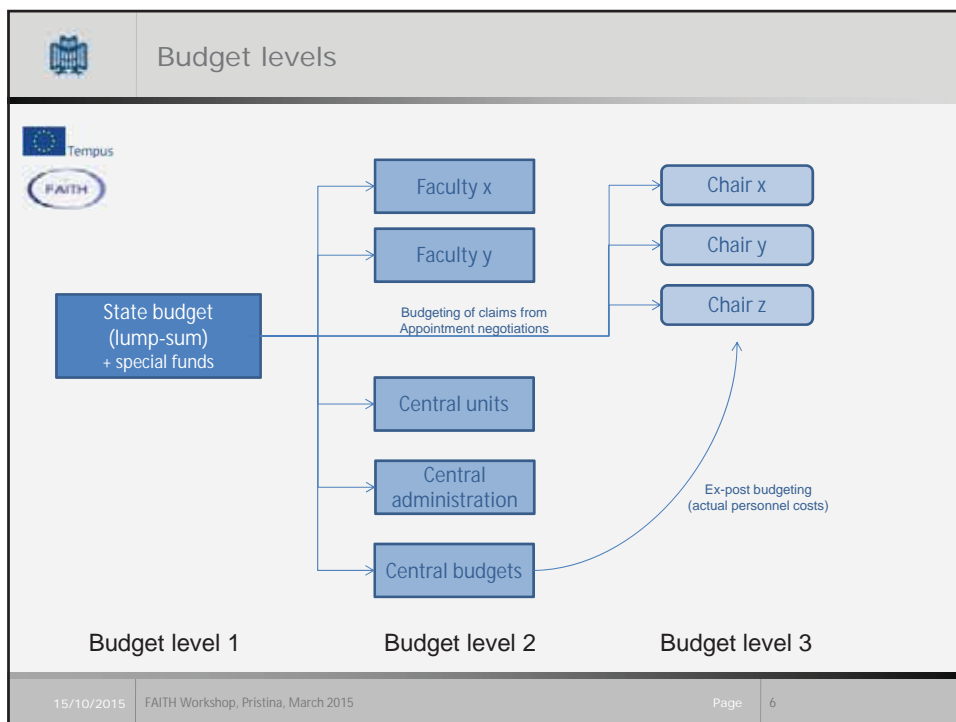 Budget levels
Tempus
FAITH
Faculty x
Faculty y
State budget
(lump-sum)
+ special funds
Budgeting of claims from
Appointment negotiations
Central units
Central
administration
Central budgets
Chair x
Chair y
Chair z
Ex-post budgeting
(actual personnel costs)
Budget level 1
Budget level 2
Budget level 3
15/10/2015 FAITH Workshop, Pristina, March 2015 Page 6